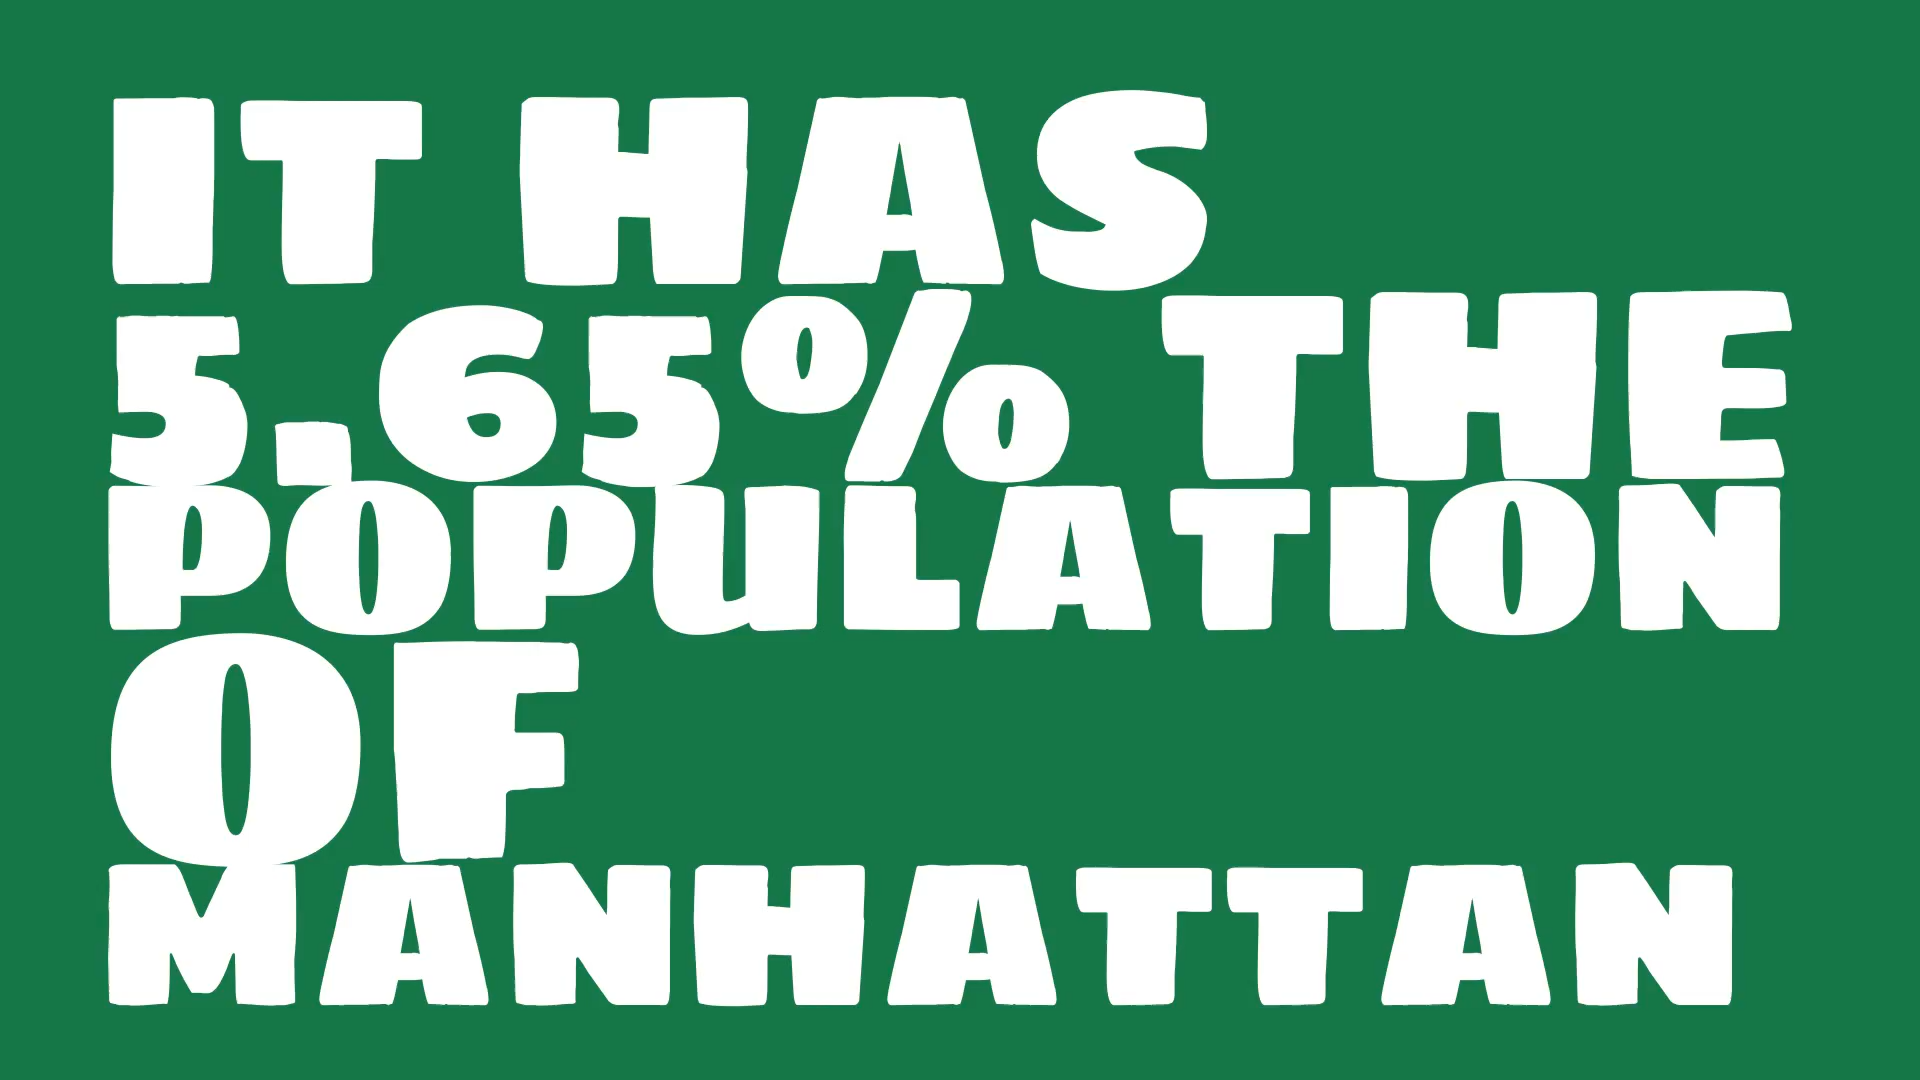 IT HAS
5.65% THE
POPULATION
OF
MANHATTAN